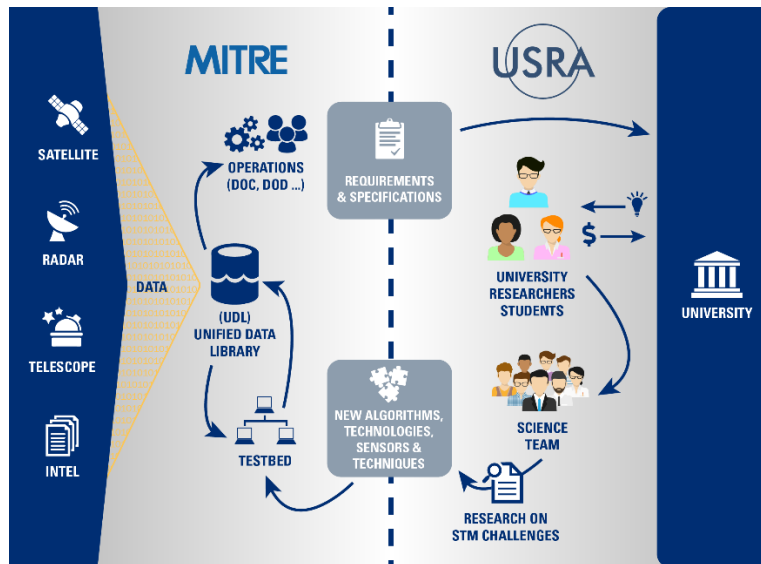 MITRE
USRA
SATELLITE
RADAR
TELESCOPE
INTEL
DATA
OPERATIONS
(DOC, DOD ...)
(UDL)
UNIFIED DATA
LIBRARY
TESTBED
REQUIREMENTS
& SPECIFICATIONS
NEW ALGORITHMS,
TECHNOLOGIES,
SENSORS &
TECHNIQUES
$
UNIVERSITY
RESEARCHERS
STUDENTS
SCIENCE
TEAM
RESEARCH ON
STM CHALLENGES
UNIVERSITY